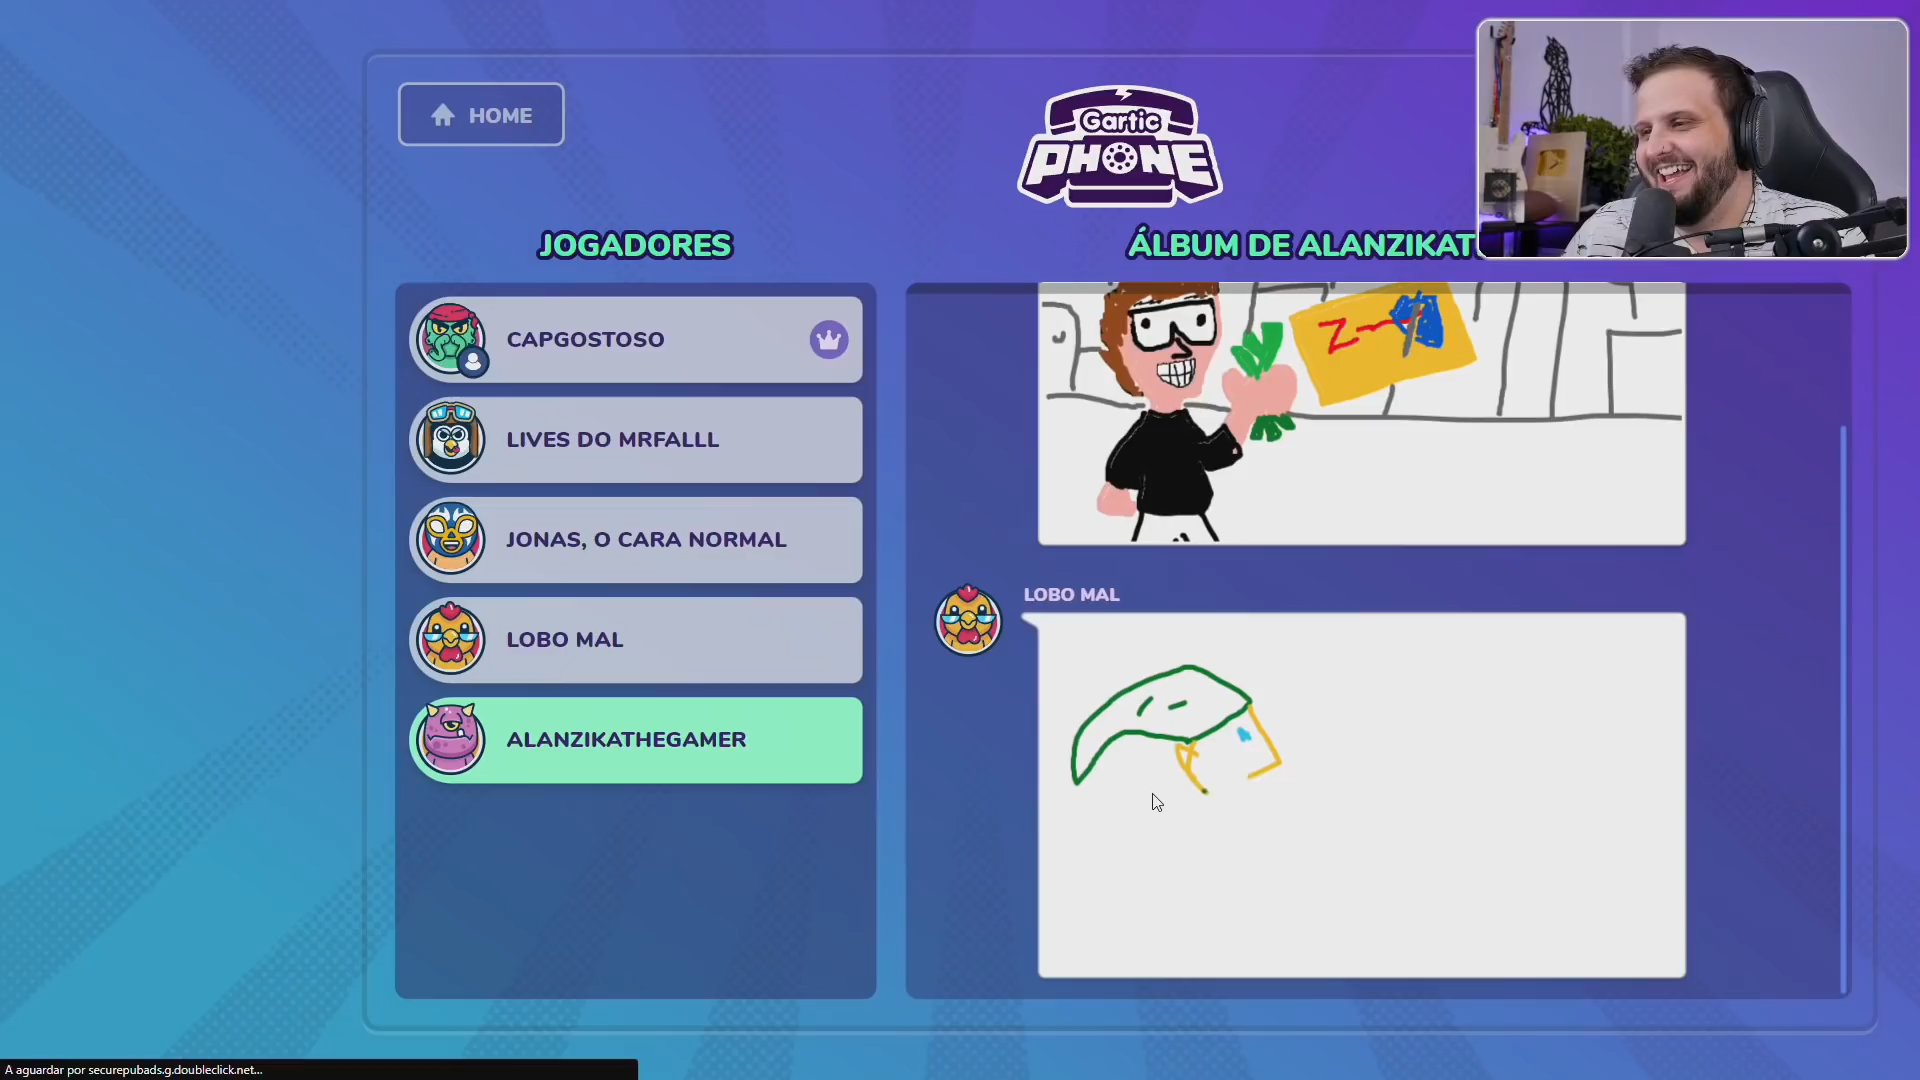 HOME
Gartic
PHONE
JOGADORES
ÁLBUM DE ALANZIKAT
CAPGOSTOSO
LIVES DO MRFALLL
JONAS, O CARA NORMAL
LOBO MAL
ALANZIKATHEGAMER
Z
LOBO MAL
A aguardar por securepubads.g.doubleclick.net...